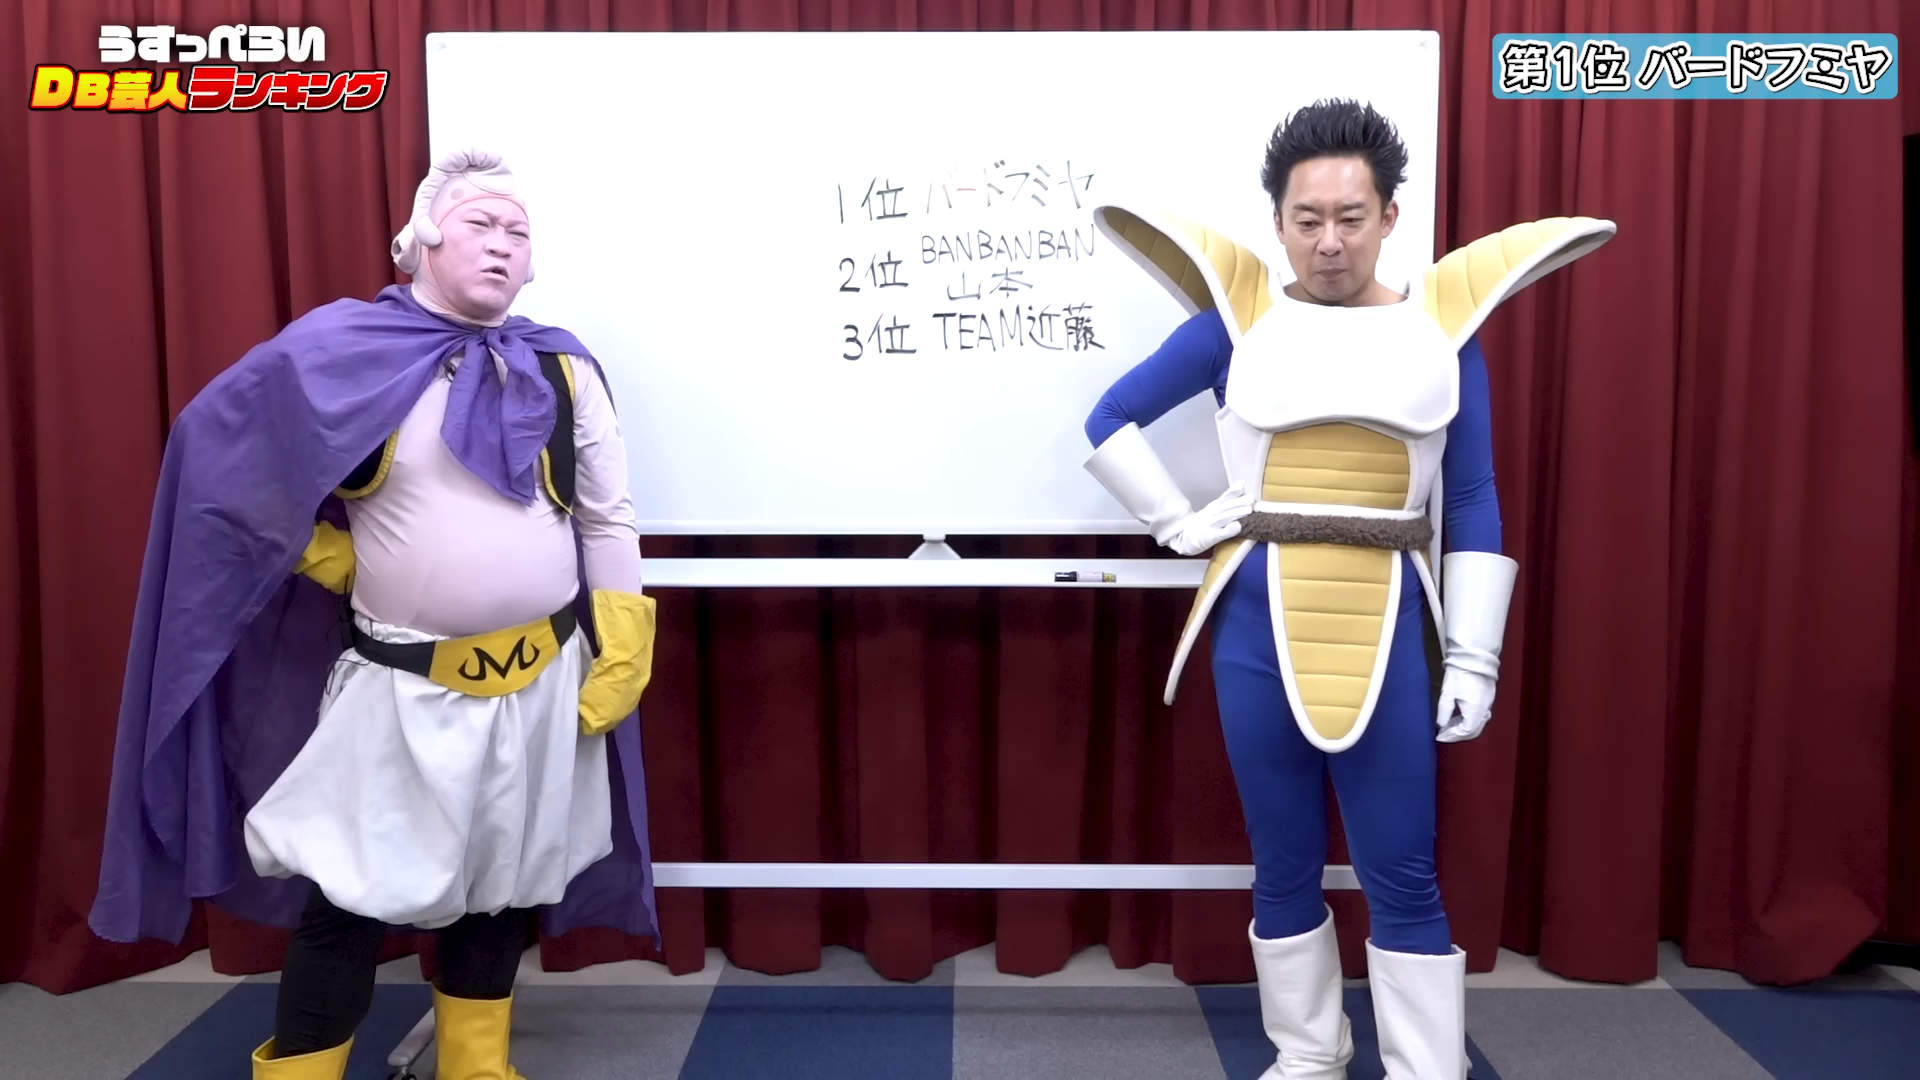 うすっぺらい
DB芸人ランキング
第1位 バードフミヤ
1位 バードフミヤ
2位 BANBANBAN
山本
3位 TEAM近藤
M